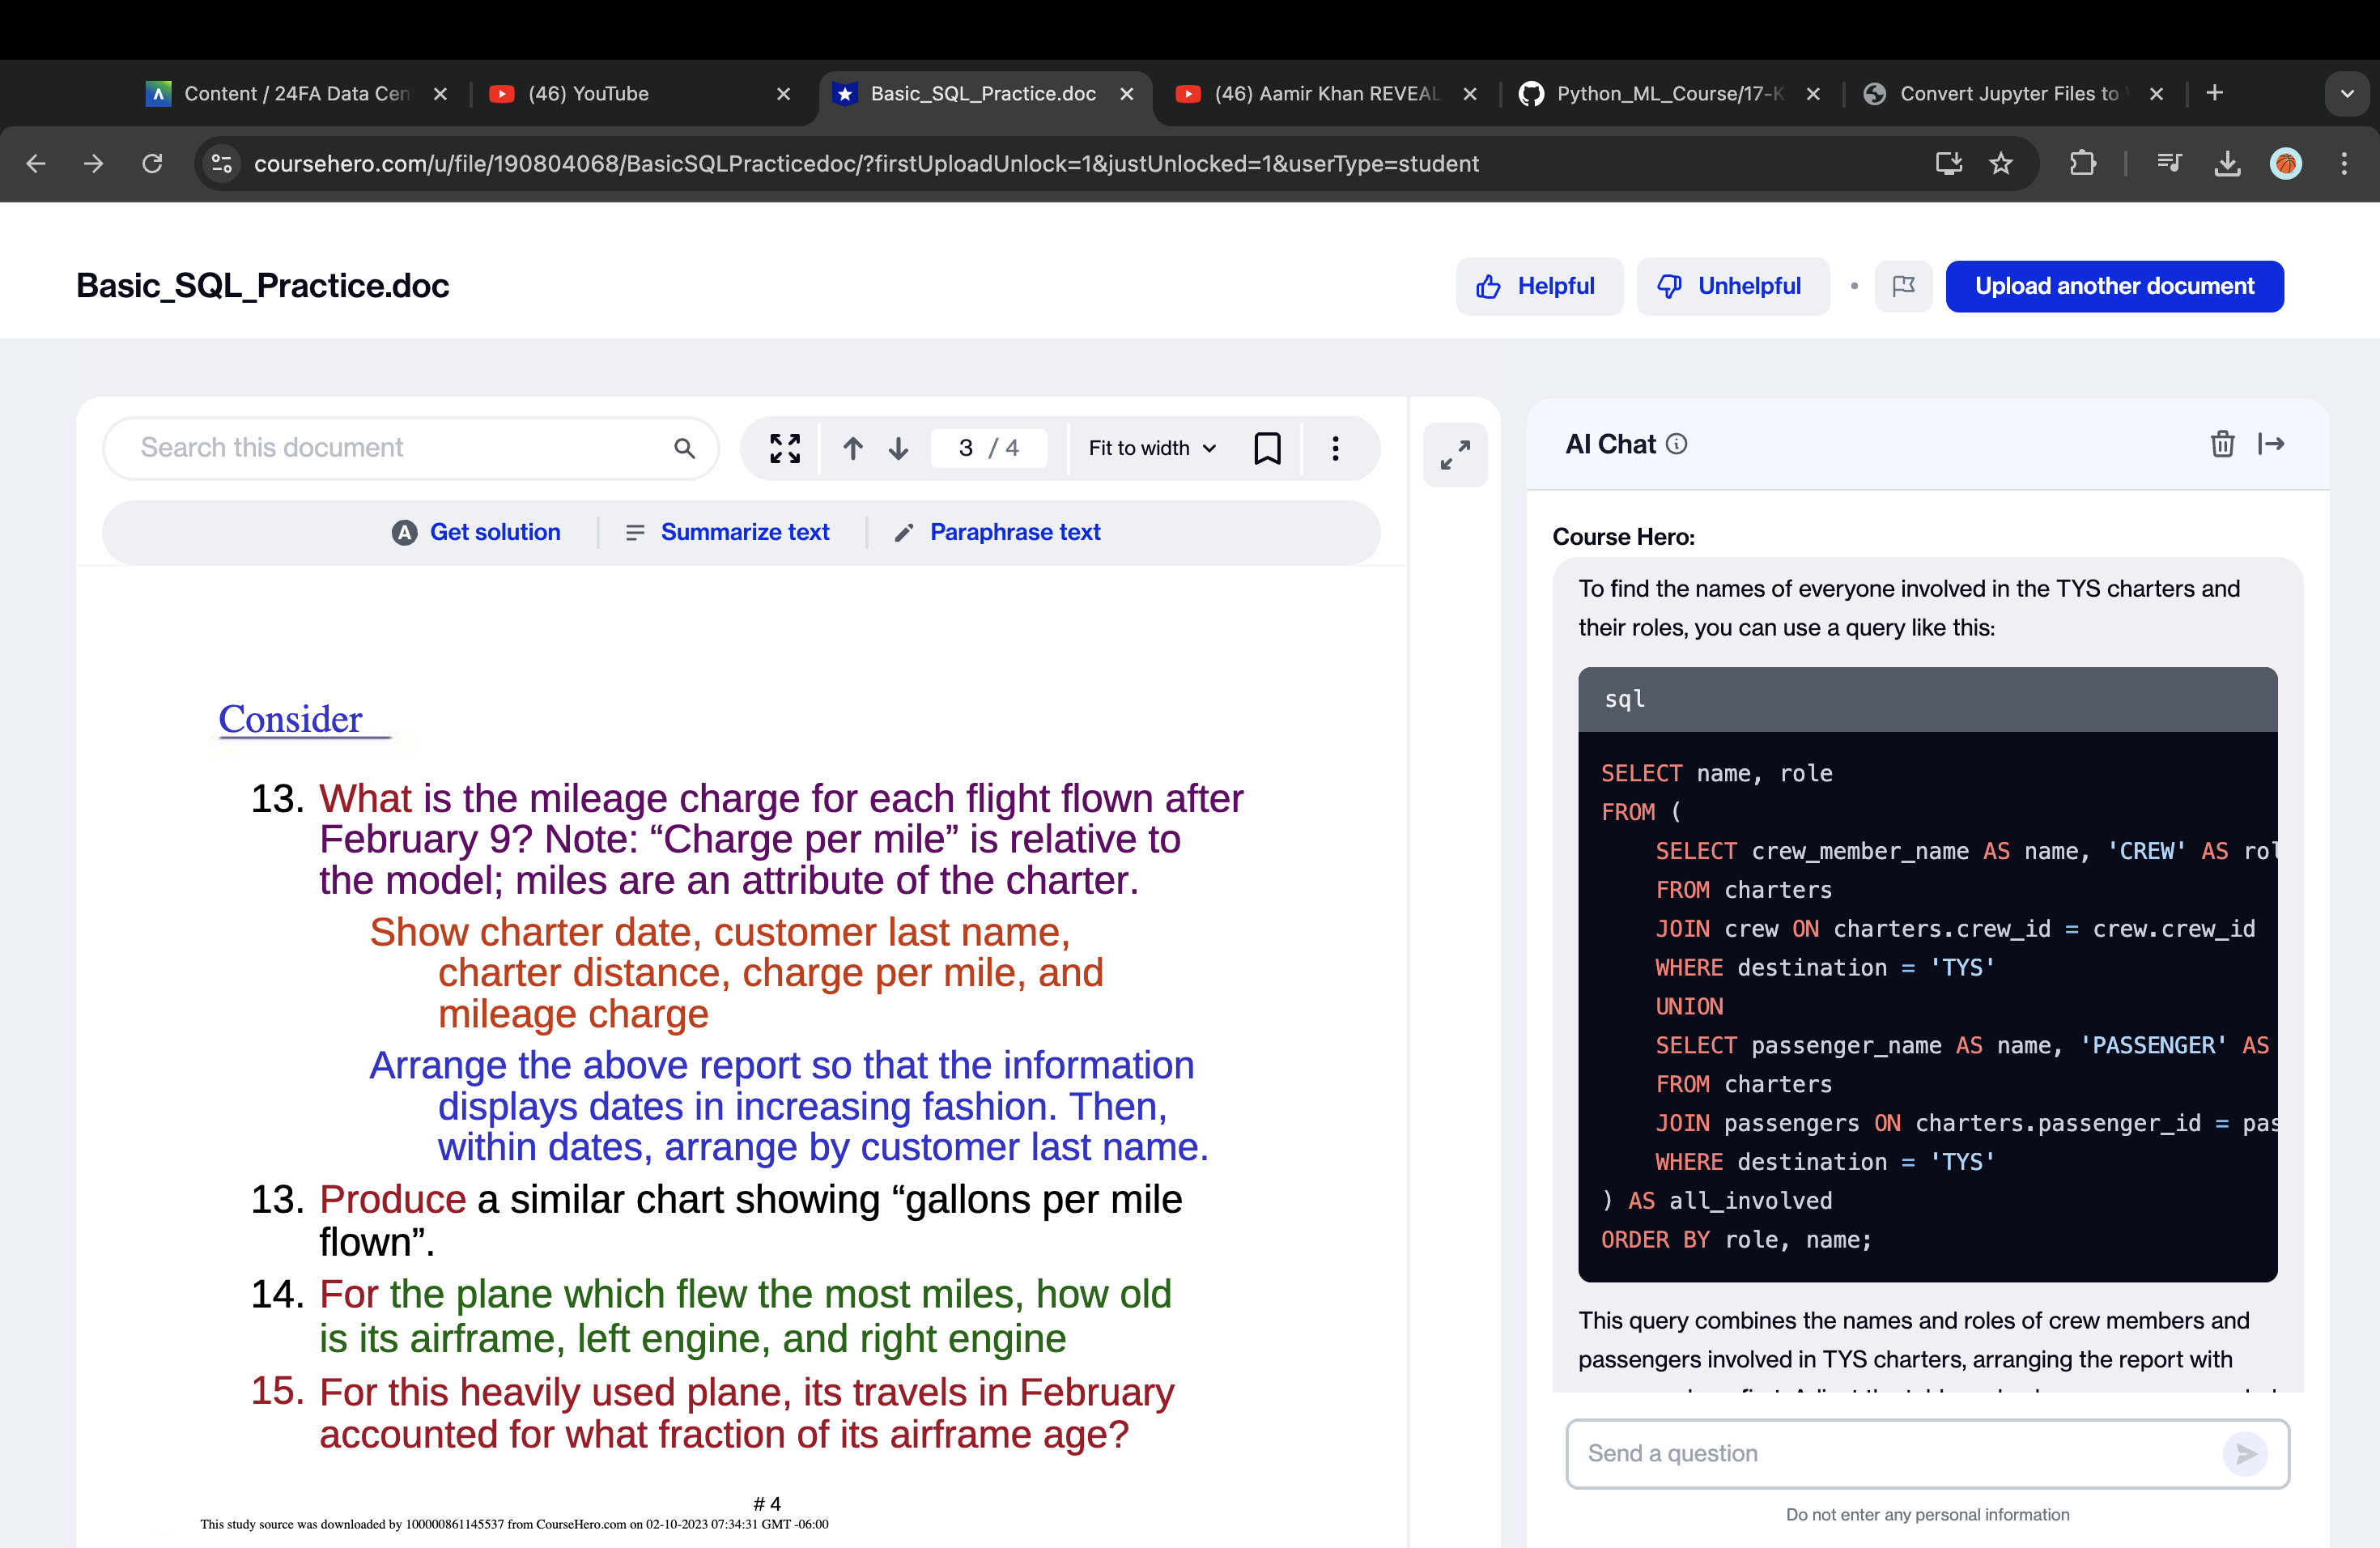 Content / 24FA Data Cen
(46) YouTube
Basic_SQL_Practice.doc
(46) Aamir Khan REVEAL
Python_ML_Course/17-K
Convert Jupyter Files to
coursehero.com/u/file/190804068/BasicSQLPracticedoc/?firstUploadUnlock=1&justUnlocked=1&userType=student
Basic_SQL_Practice.doc
Helpful
Unhelpful
Upload another document
Search this document
3 / 4
Fit to width
Get solution
Summarize text
Paraphrase text
Consider
13. What is the mileage charge for each flight flown after
February 9? Note: “Charge per mile” is relative to
the model; miles are an attribute of the charter.
Show charter date, customer last name,
charter distance, charge per mile, and
mileage charge
Arrange the above report so that the information
displays dates in increasing fashion. Then,
within dates, arrange by customer last name.
13. Produce a similar chart showing “gallons per mile
flown”.
14. For the plane which flew the most miles, how old
is its airframe, left engine, and right engine
15. For this heavily used plane, its travels in February
accounted for what fraction of its airframe age?
# 4
This study source was downloaded by 100000861145537 from CourseHero.com on 02-10-2023 07:34:31 GMT -06:00
AI Chat
Course Hero:
To find the names of everyone involved in the TYS charters and
their roles, you can use a query like this:
sql
SELECT name, role
FROM (
SELECT crew_member_name AS name, 'CREW' AS rol
FROM charters
JOIN crew ON charters.crew_id = crew.crew_id
WHERE destination = 'TYS'
UNION
SELECT passenger_name AS name, 'PASSENGER' AS
FROM charters
JOIN passengers ON charters.passenger_id = pas
WHERE destination = 'TYS'
) AS all_involved
ORDER BY role, name;
This query combines the names and roles of crew members and
passengers involved in TYS charters, arranging the report with
Send a question
Do not enter any personal information